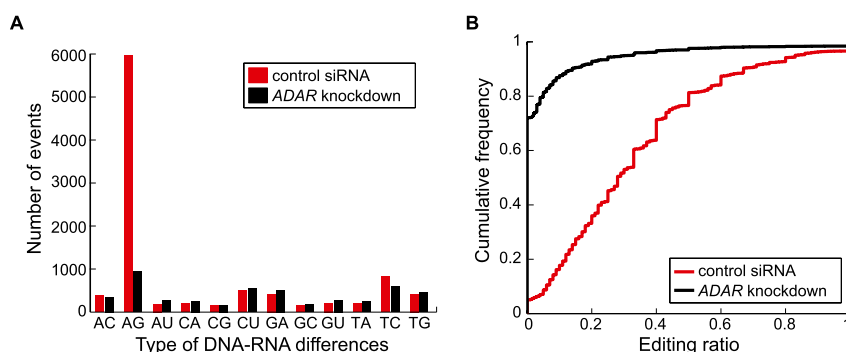 A
Number of events
6000
5000
4000
3000
2000
1000
0
control siRNA
ADAR knockdown
AC AG AU CA CG CU GA GC GU TA TC TG
Type of DNA-RNA differences
B
Cumulative frequency
1
0.8
0.6
0.4
0.2
0
control siRNA
ADAR knockdown
0 0.2 0.4 0.6 0.8 1
Editing ratio